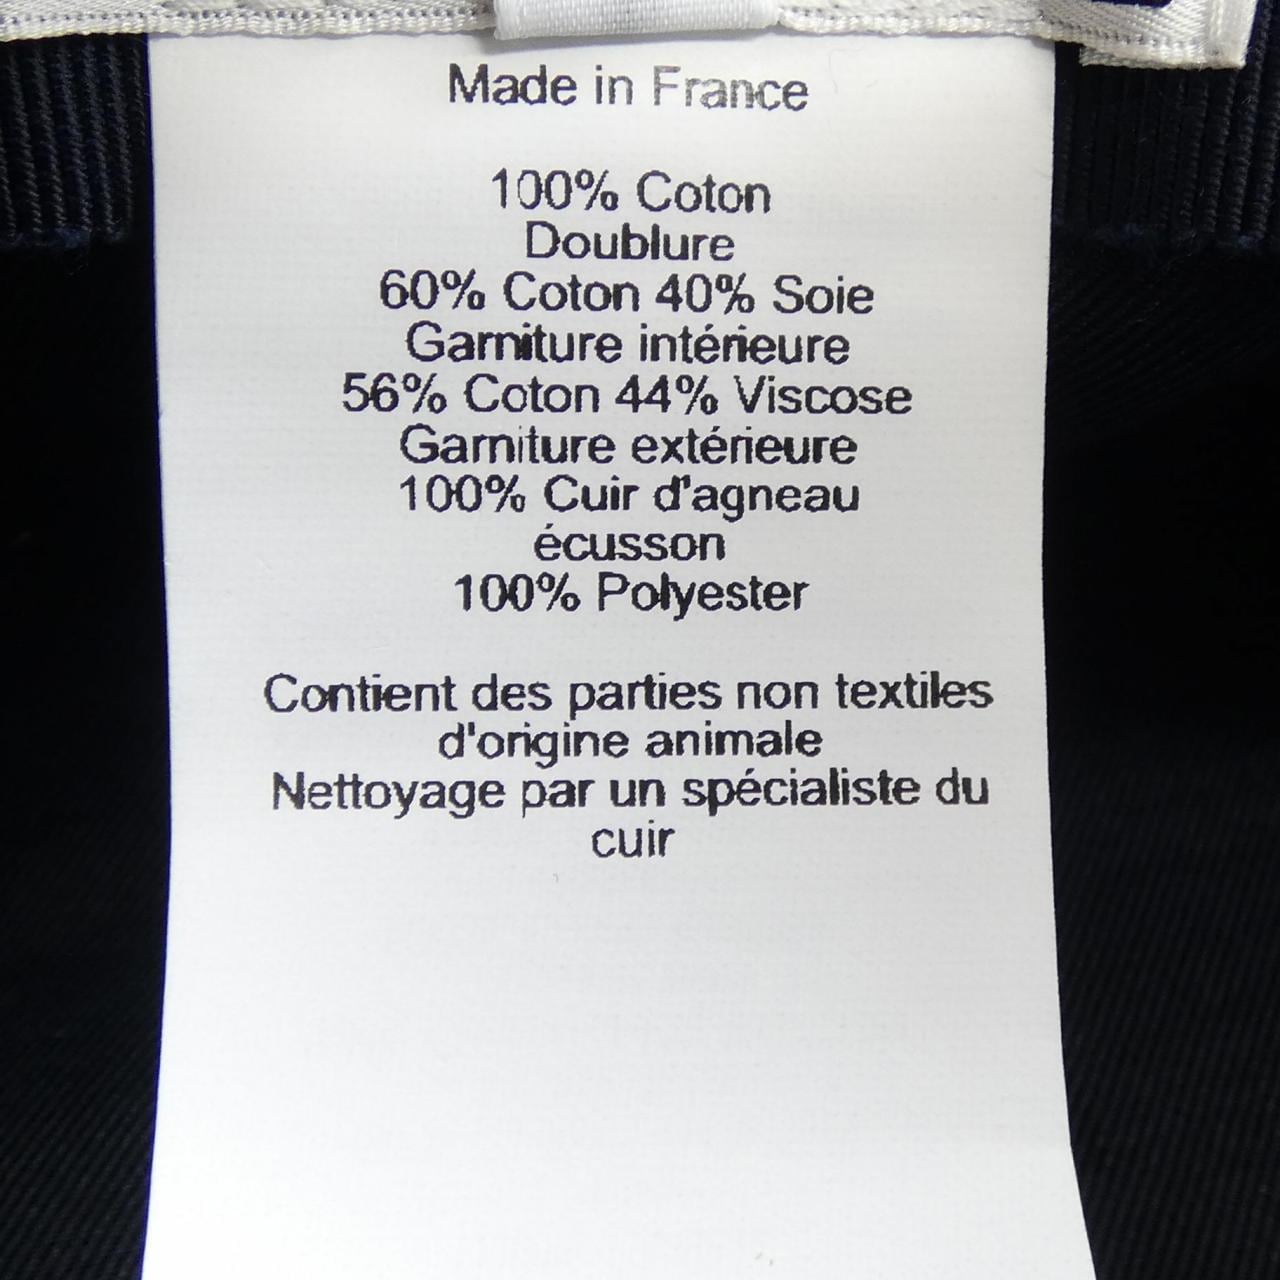 Made in France
100% Coton
Doublure
60% Coton 40% Soie
Garniture intérieure
56% Coton 44% Viscose
Garniture extérieure
100% Cuir d'agneau
écusson
100% Polyester
Contient des parties non textiles
d'origine animale
Nettoyage par un spécialiste du
cuir